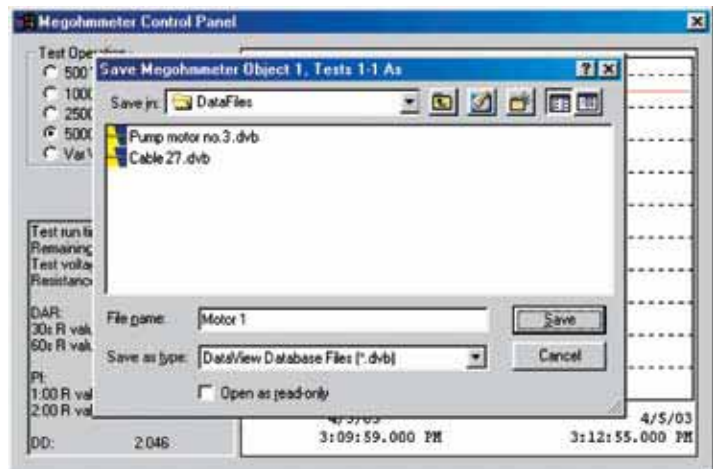 Megohmmeter Control Panel
Test Ope
500
Save Megohmmeter Object 1, Tests 1-1 As
Save in: DataFiles
5000
Var
Pump motor no.3.dvb
Cable 27.dvb
Test run ti
Remaining
Test volta
Resistance
DAR:
30s R valu
60s R valu
File name: Motor 1
Save
Save as type: DataView Database Files (*.dvb)
Cancel
PI:
1:00 R val
2:00 R val
Open as read-only
4/5/03
3:09:59.000 PM
3:12:55.000 PM
DD: 2.046